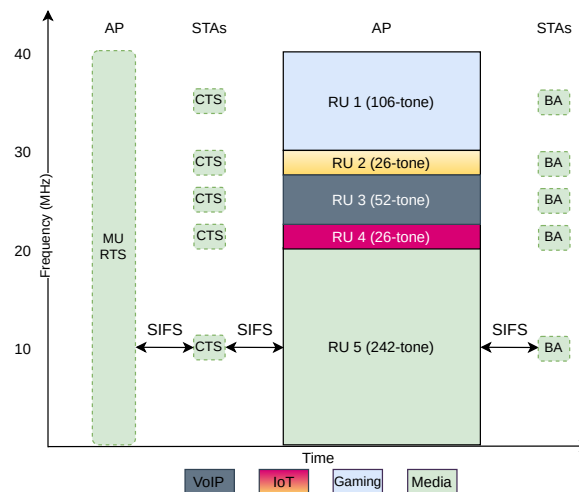 AP
STAs
AP
STAs
40
30
20
10
Frequency (MHz)
MU
RTS
CTS
CTS
CTS
CTS
CTS
SIFS
SIFS
RU 1 (106-tone)
RU 2 (26-tone)
RU 3 (52-tone)
RU 4 (26-tone)
RU 5 (242-tone)
SIFS
BA
BA
BA
BA
BA
Time
VoIP
IoT
Gaming
Media